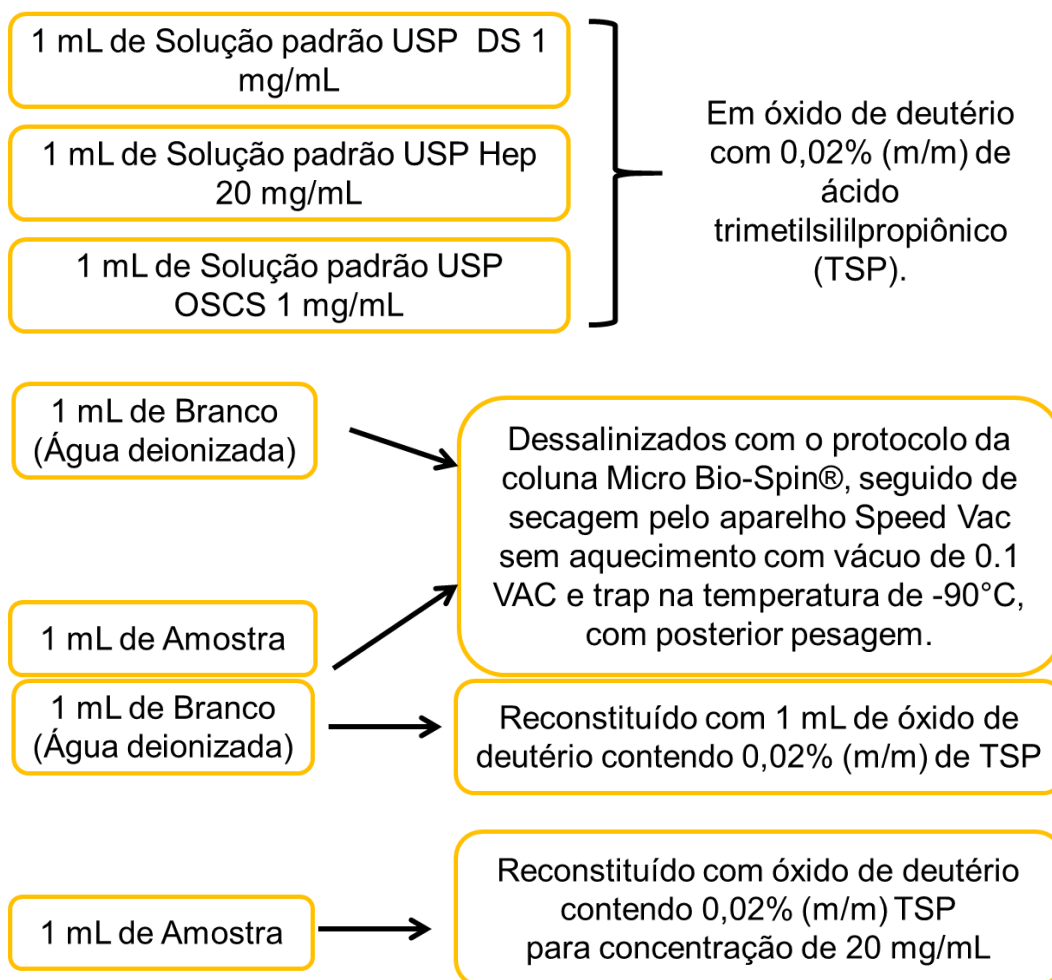 1 mL de Solução padrão USP DS 1
mg/mL
1 mL de Solução padrão USP Hep
20 mg/mL
1 mL de Solução padrão USP
OSCS 1 mg/mL
Em óxido de deutério
com 0,02% (m/m) de
ácido
trimetilsililpropiônico
(TSP).
1 mL de Branco
(Água deionizada)
Dessalinizados com o protocolo da
coluna Micro Bio-Spin®, seguido de
secagem pelo aparelho Speed Vac
sem aquecimento com vácuo de 0.1
VAC e trap na temperatura de -90°C,
com posterior pesagem.
1 mL de Amostra
1 mL de Branco
(Água deionizada)
Reconstituído com 1 mL de óxido de
deutério contendo 0,02% (m/m) de TSP
1 mL de Amostra
Reconstituído com óxido de deutério
contendo 0,02% (m/m) TSP
para concentração de 20 mg/mL